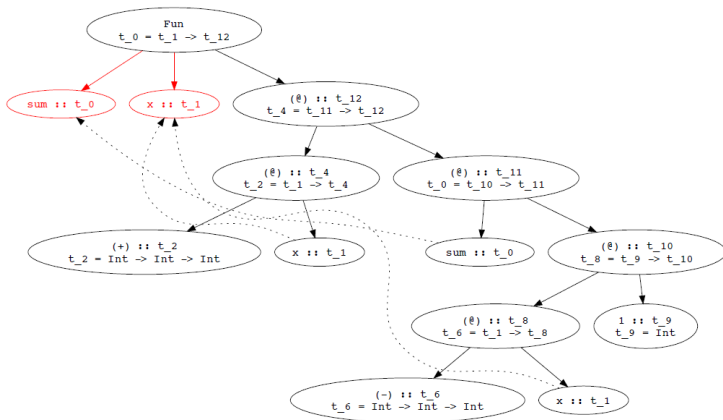 Fun
t_0 = t_1 -> t_12
sum :: t_0
x :: t_1
(@) :: t_12
t_4 = t_11 -> t_12
(@) :: t_4
t_2 = t_1 -> t_4
(@) :: t_11
t_0 = t_10 -> t_11
(+) :: t_2
t_2 = Int -> Int -> Int
x :: t_1
sum :: t_0
(@) :: t_10
t_8 = t_9 -> t_10
(@) :: t_8
t_6 = t_1 -> t_8
1 :: t_9
t_9 = Int
(-) :: t_6
t_6 = Int -> Int -> Int
x :: t_1